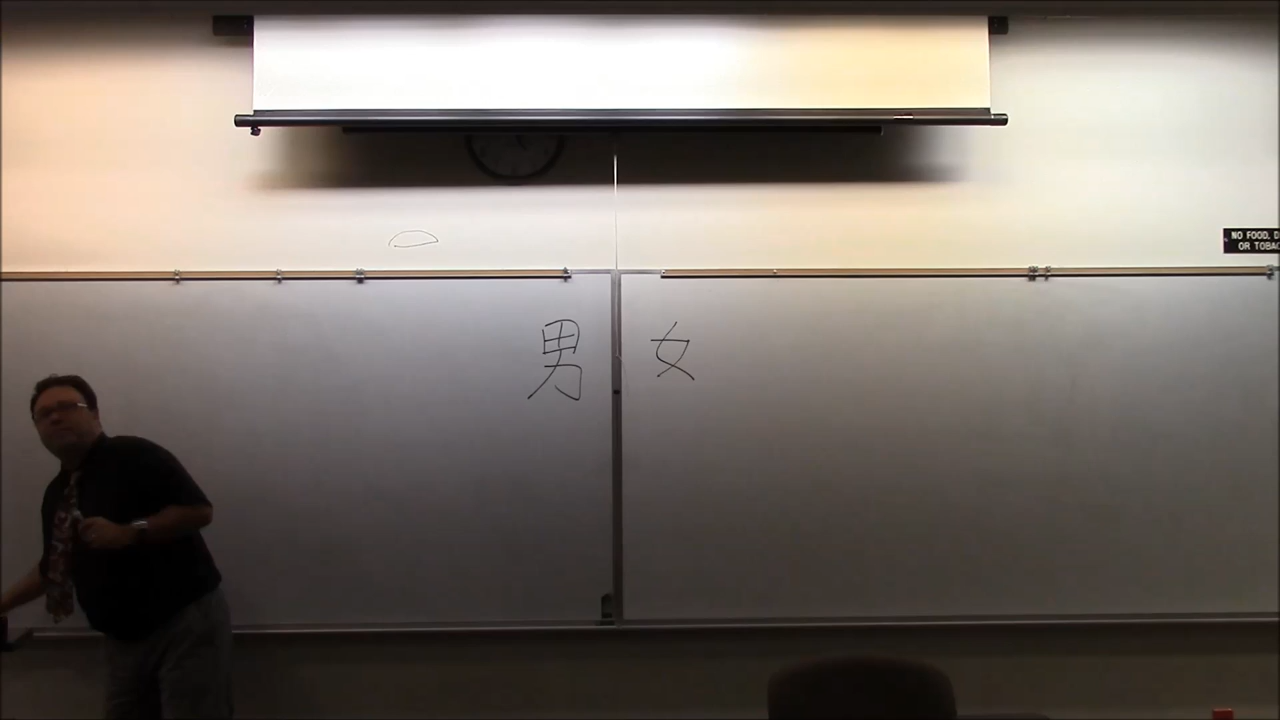 男 女
NO FOOD, D
OR TOBAC